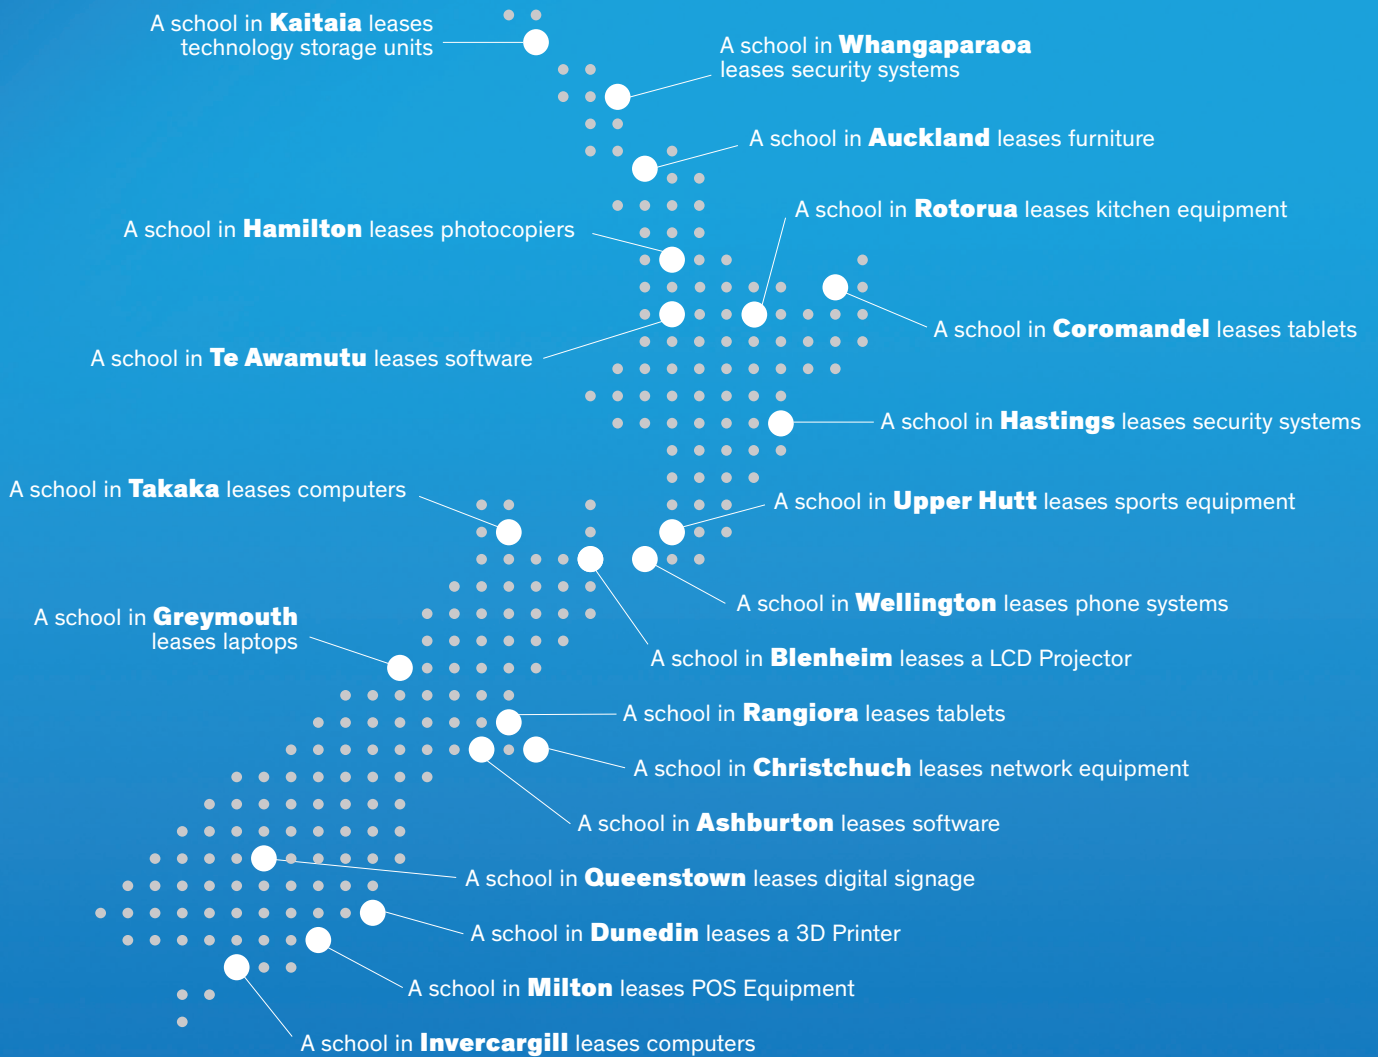 A school in Kaitaia leases
technology storage units
A school in Whangaparaoa
leases security systems
A school in Auckland leases furniture
A school in Rotorua leases kitchen equipment
A school in Hamilton leases photocopiers
A school in Coromandel leases tablets
A school in Te Awamutu leases software
A school in Hastings leases security systems
A school in Takaka leases computers
A school in Upper Hutt leases sports equipment
A school in Wellington leases phone systems
A school in Greymouth
leases laptops
A school in Blenheim leases a LCD Projector
A school in Rangiora leases tablets
A school in Christchuch leases network equipment
A school in Ashburton leases software
A school in Queenstown leases digital signage
A school in Dunedin leases a 3D Printer
A school in Milton leases POS Equipment
A school in Invercargill leases computers